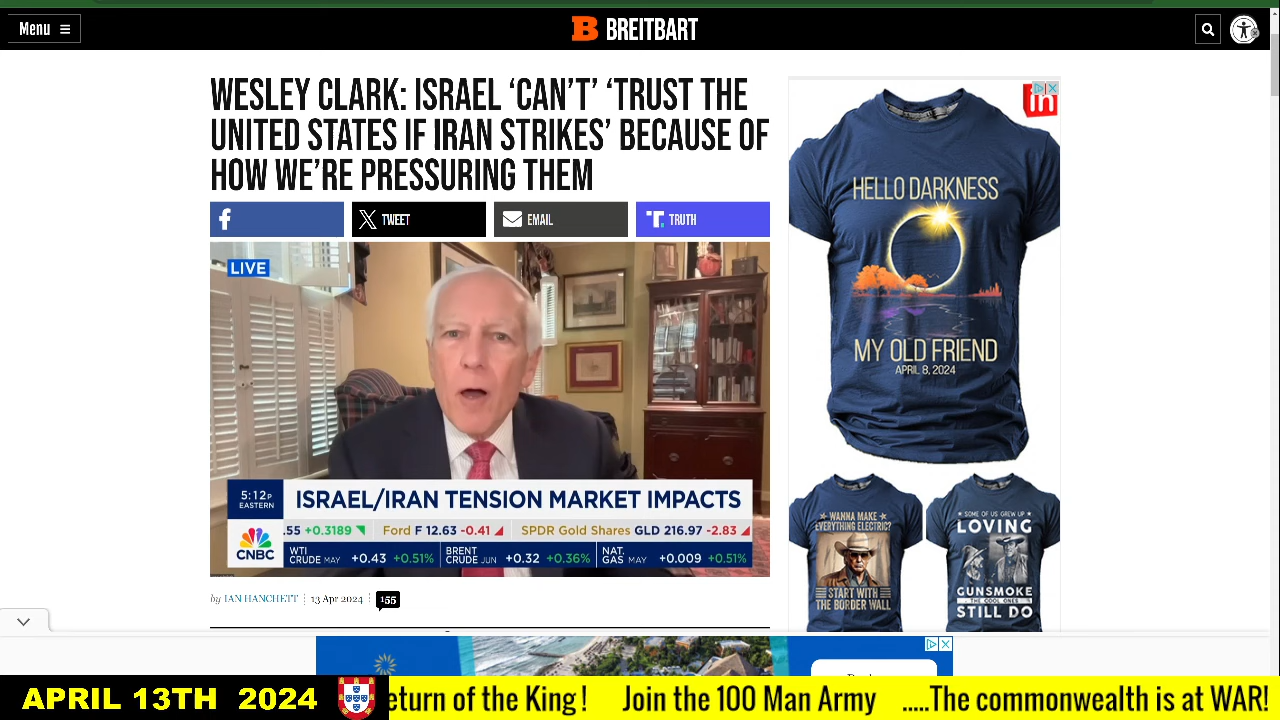 Menu
BREITBART
WESLEY CLARK: ISRAEL ‘CAN’T’ ‘TRUST THE
UNITED STATES IF IRAN STRIKES’ BECAUSE OF
HOW WE’RE PRESSURING THEM
TWEET
EMAIL
TRUTH
LIVE
5:12P
EASTERN
ISRAEL/IRAN TENSION MARKET IMPACTS
.55 +0.3189 Ford F 12.63 -0.41 SPDR Gold Shares GLD 216.97 -2.83
CNBC
WTI CRUDE MAY +0.43 +0.51% BRENT CRUDE JUN +0.32 +0.36% NAT. GAS MAY +0.009 +0.51%
by IAN HANCHETT 13 Apr 2024 155
in
HELLO DARKNESS
MY OLD FRIEND
APRIL 8, 2024
WANNA MAKE
EVERYTHING ELECTRIC?
START WITH
THE BORDER WALL
SOME OF US GREW UP
LOVING
GUNSMOKE
THE COOL ONES
STILL DO
APRIL 13TH 2024
eturn of the King! Join the 100 Man Army .....The commonwealth is at WAR!